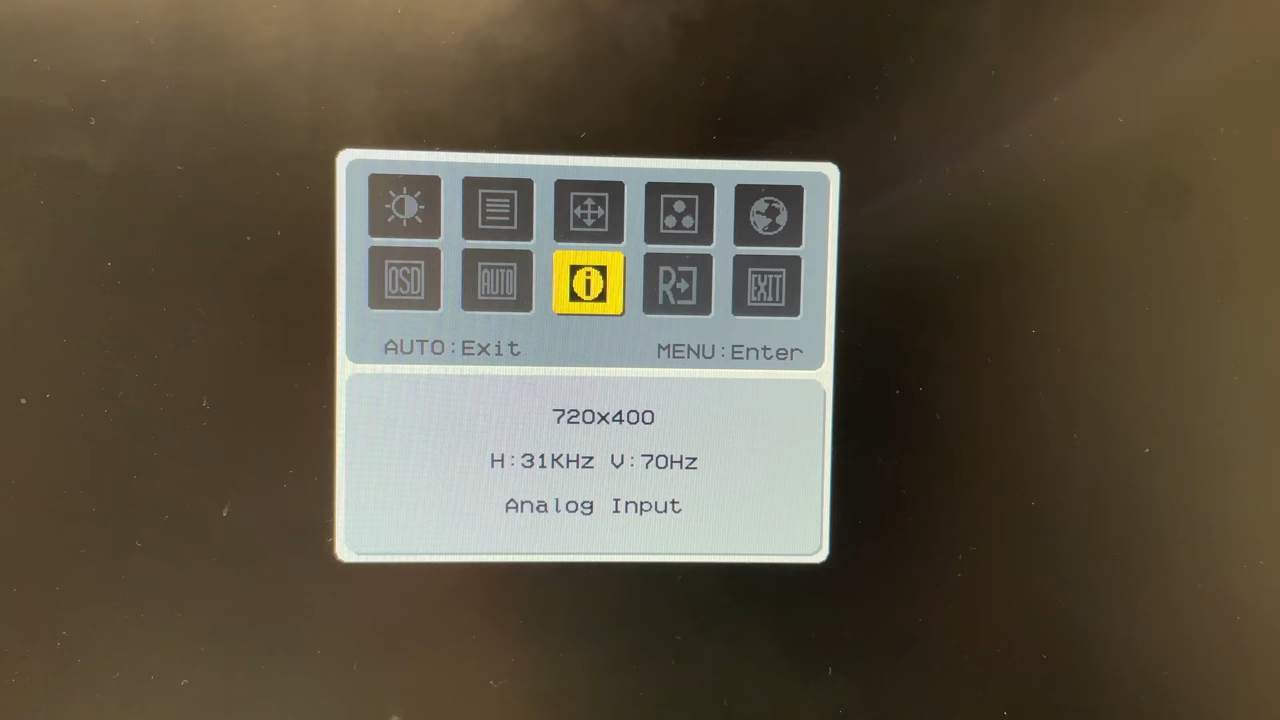 OSD AUTO i R EXIT
AUTO:Exit MENU:Enter
720x400
H:31KHz V:70Hz
Analog Input